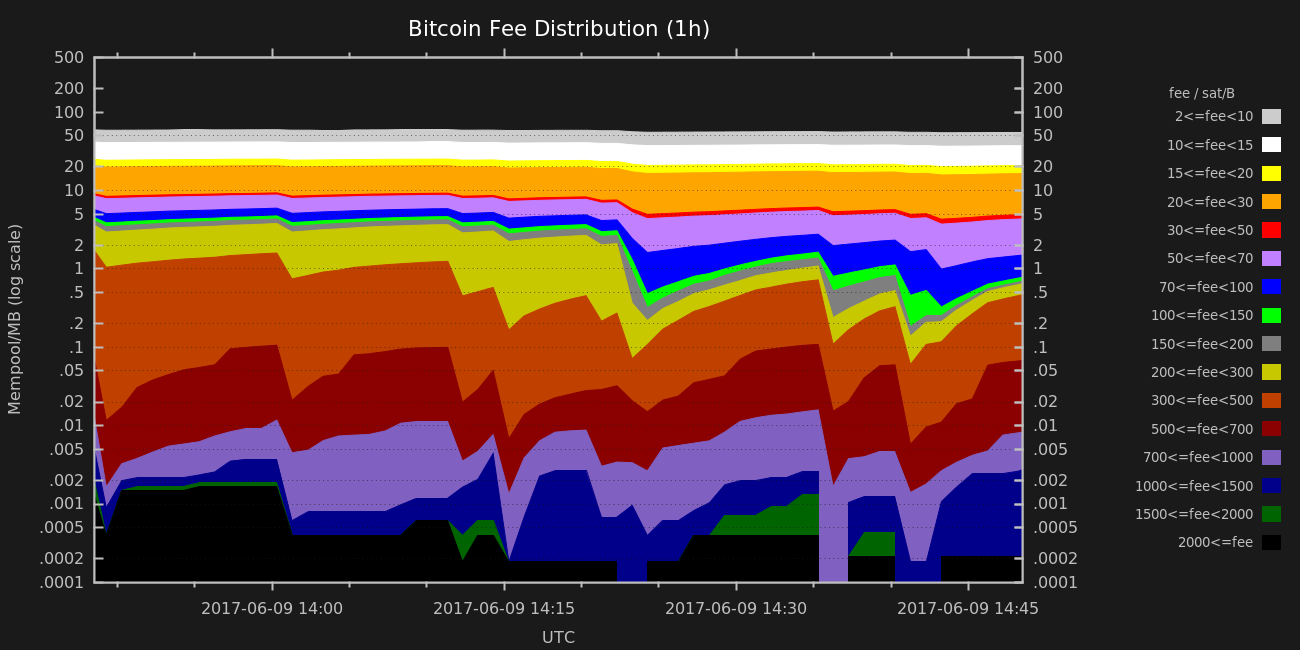 Bitcoin Fee Distribution (1h)
500 500
200 200
100 100
50 50
20 20
10 10
5 5
2 2
1 1
.5 .5
.2 .2
.1 .1
.05 .05
.02 .02
.01 .01
.005 .005
.002 .002
.001 .001
.0005 .0005
.0002 .0002
.0001 .0001
Mempool/MB (log scale)
2017-06-09 14:00 2017-06-09 14:15 2017-06-09 14:30 2017-06-09 14:45
UTC
fee / sat/B
2<=fee<10
10<=fee<15
15<=fee<20
20<=fee<30
30<=fee<50
50<=fee<70
70<=fee<100
100<=fee<150
150<=fee<200
200<=fee<300
300<=fee<500
500<=fee<700
700<=fee<1000
1000<=fee<1500
1500<=fee<2000
2000<=fee